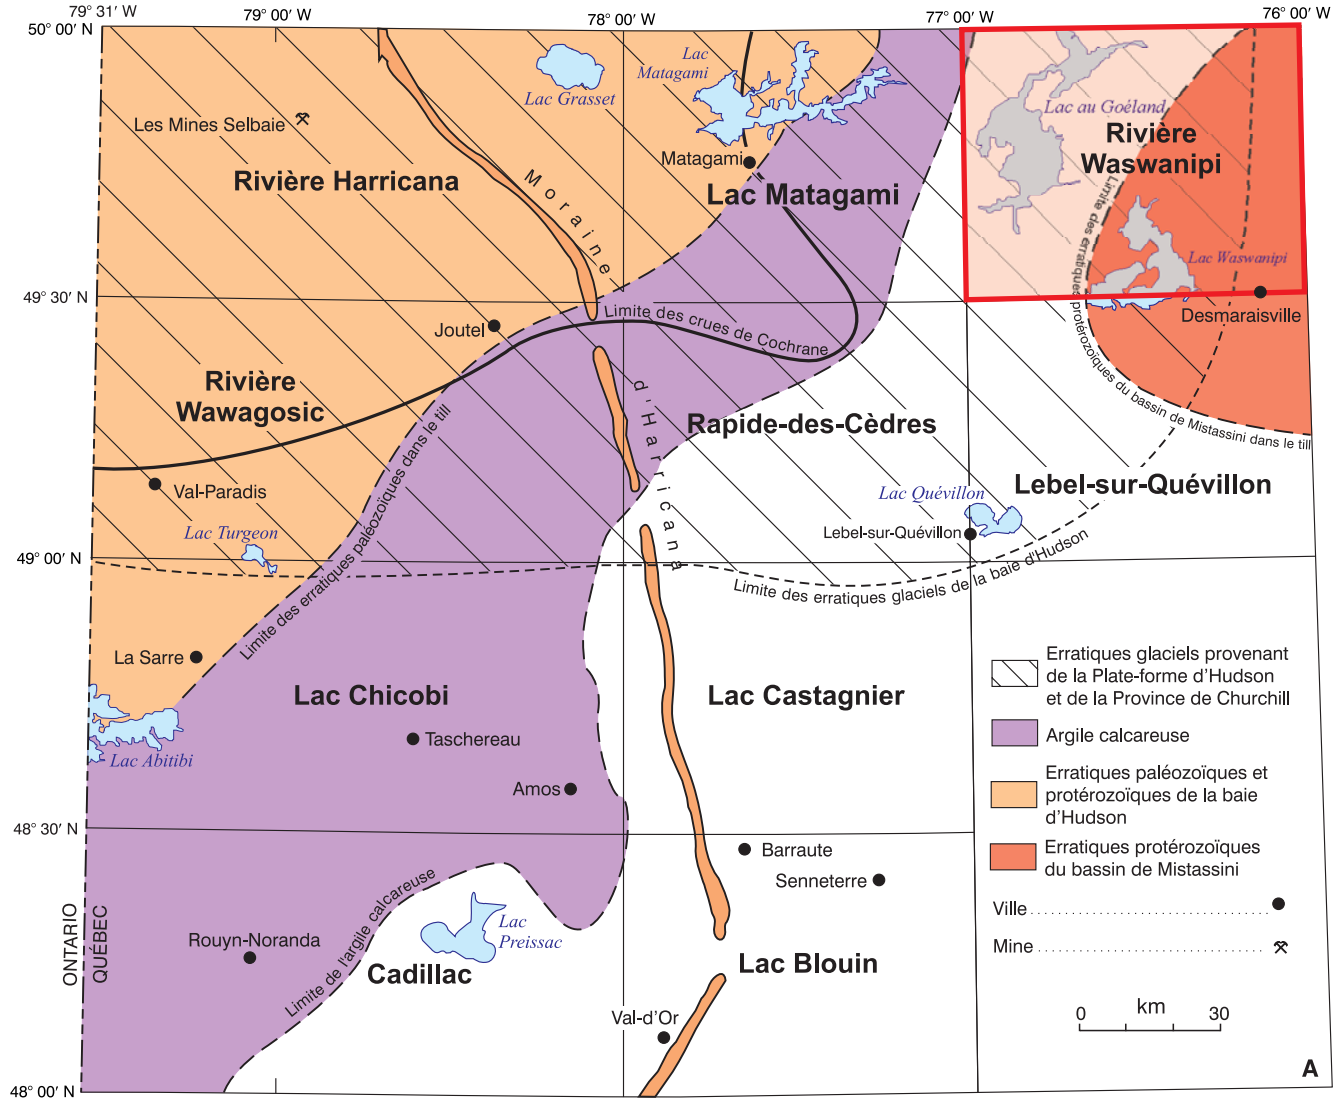 79° 31′ W
79° 00′ W
78° 00′ W
77° 00′ W
76° 00′ W
50° 00′ N
Lac
Matagami
Lac Grasset
Lac au Goéland
Les Mines Selbaie
Rivière
Waswanipi
Matagami
Rivière Harricana
Lac Matagami
Moraine
Limite des erratiques protérozoïques du bassin de Mistassini dans le till
Lac Waswanipi
49° 30′ N
Desmaraisville
Limite des crues de Cochrane
Joutel
Rivière
Wawagosic
d'Harricana
Rapide-des-Cèdres
Val-Paradis
Lac Quévillon
Lebel-sur-Quévillon
Lac Turgeon
Lebel-sur-Quévillon
49° 00′ N
Limite des erratiques paléozoïques dans le till
Limite des erratiques glaciels de la baie d'Hudson
La Sarre
Lac Chicobi
Lac Castagnier
Erratiques glaciels provenant
de la Plate-forme d'Hudson
et de la Province de Churchill
Taschereau
Argile calcareuse
Lac Abitibi
Amos
Erratiques paléozoïques et
protérozoïques de la baie
d'Hudson
48° 30′ N
Barraute
Erratiques protérozoïques
du bassin de Mistassini
Senneterre
Limite de l'argile calcareuse
Ville
Lac
Preissac
ONTARIO
QUÉBEC
Rouyn-Noranda
Mine
Cadillac
Lac Blouin
km
0 30
Val-d'Or
A
48° 00′ N